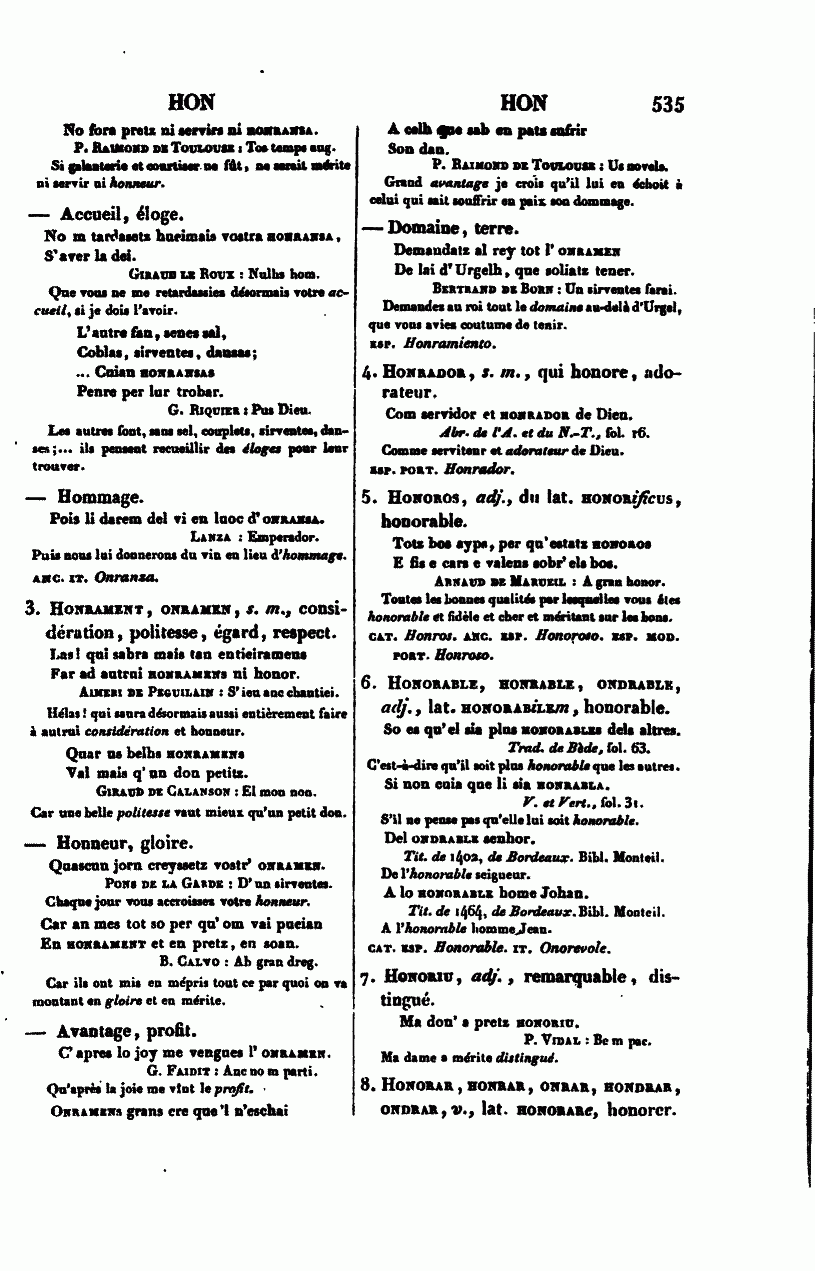 HON
HON 535
No fora pretz ni servirs ni HONRANSA.
P. RAIMOND DE TOULOUSE : Tos temps aug.
Si galanterie et courtiser ne fût, ne serait mérite
ni servir ni honneur.
— Accueil, éloge.
No m tardassetz hueimais vostra HONRANSA,
S'aver la dei.
GIRAUD LE ROUX : Nulhs hom.
Que vous ne me retardassiez désormais votre ac-
cueil, si je dois l'avoir.
L'autre fan, senes sal,
Coblas, sirventes, dansas;
... Cuian HONRANSAS
Penre per lur trobar.
G. RIQUIER : Pus Dieu.
Les autres font, sans sel, couplets, sirventes, dan-
ses;... ils pensent recueillir des éloges pour leur
trouver.
— Hommage.
Pois li darem del vi en luoc d'ONRANSA.
LANZA : Emperador.
Puis nous lui donnerons du vin en lieu d'hommage.
ANC. IT. Onranza.
3. HONRAMENT, ONRAMEN, s. m., consi-
dération, politesse, égard, respect.
Las! qui sabra mais tan entieiramens
Far ad autrui HONRAMENS ni honor.
AIMERI DE PEGUILAIN : S'ieu anc chantiei.
Hélas! qui saura désormais aussi entièrement faire
à autrui considération et honneur.
Quar us belhs HONRAMENS
Val mais q'un don petitz.
GIRAUD DE CALANSON : El mon non.
Car une belle politesse vaut mieux qu'un petit don.
— Honneur, gloire.
Quascun jorn creyssetz vostr' ONRAMEN.
PONS DE LA GARDE : D'un sirventes.
Chaque jour vous accroissez votre honneur.
Car an mes tot so per qu'om vai pueian
En HONRAMENT et en pretz, en soan.
B. CALVO : Ab gran dreg.
Car ils ont mis en mépris tout ce par quoi on va
montant en gloire et en mérite.
— Avantage, profit.
C'apres lo joy me vengues l'ONRAMEN.
G. FAIDIT : Anc no m parti.
Qu'après la joie me vînt le profit.
ONRAMENS grans cre que'l n'eschai
A celh que sab en patz sufrir
Son dan.
P. RAIMOND DE TOULOUSE : Us novels.
Grand avantage je crois qu'il lui en échoit à
celui qui sait souffrir en paix son dommage.
— Domaine, terre.
Demandatz al rey tot l'ONRAMEN
De lai d'Urgelh, que soliatz tener.
BERTRAND DE BORN : Un sirventes farai.
Demandez au roi tout le domaine au-delà d'Urgel,
que vous aviez coutume de tenir.
ESP. Honramiento.
4. HONRADOR, s. m., qui honore, ado-
rateur.
Com servidor et HONRADOR de Dieu.
Abr. de l'A. et du N.-T., fol. 16.
Comme serviteur et adorateur de Dieu.
ESP. PORT. Honrador.
5. HONOROS, adj., du lat. HONORificus,
honorable.
Totz bos ayps, per qu'estatz HONOROS
E fis e cars e valens sobr'els bos.
ARNAUD DE MARUEIL : A gran honor.
Toutes les bonnes qualités par lesquelles vous êtes
honorable et fidèle et cher et méritant sur les bons.
CAT. Honros. ANC. ESP. Honoroso. ESP. MOD.
PORT. Honroso.
6. HONORABLE, HONRABLE, ONDRABLE,
adj., lat. HONORABILEm, honorable.
So es qu'el sia plus HONORABLES dels altres.
Trad. de Bède, fol. 63.
C'est-à-dire qu'il soit plus honorable que les autres.
Si non cuia que li sia HONRABLA.
V. et Vert., fol. 31.
S'il ne pense pas qu'elle lui soit honorable.
Del ONDRABLE senhor.
Tit. de 1402, de Bordeaux. Bibl. Monteil.
De l'honorable seigneur.
A lo HONORABLE home Johan.
Tit. de 1464, de Bordeaux. Bibl. Monteil.
A l'honorable homme Jean.
CAT. ESP. Honorable. IT. Onorevole.
7. HONORIU, adj., remarquable, dis-
tingué.
Ma don' a pretz HONORIU.
P. VIDAL : Be m pac.
Ma dame a mérite distingué.
8. HONORAR, HONRAR, ONRAR, HONDRAR,
ONDRAR, v., lat. HONORARe, honorer.